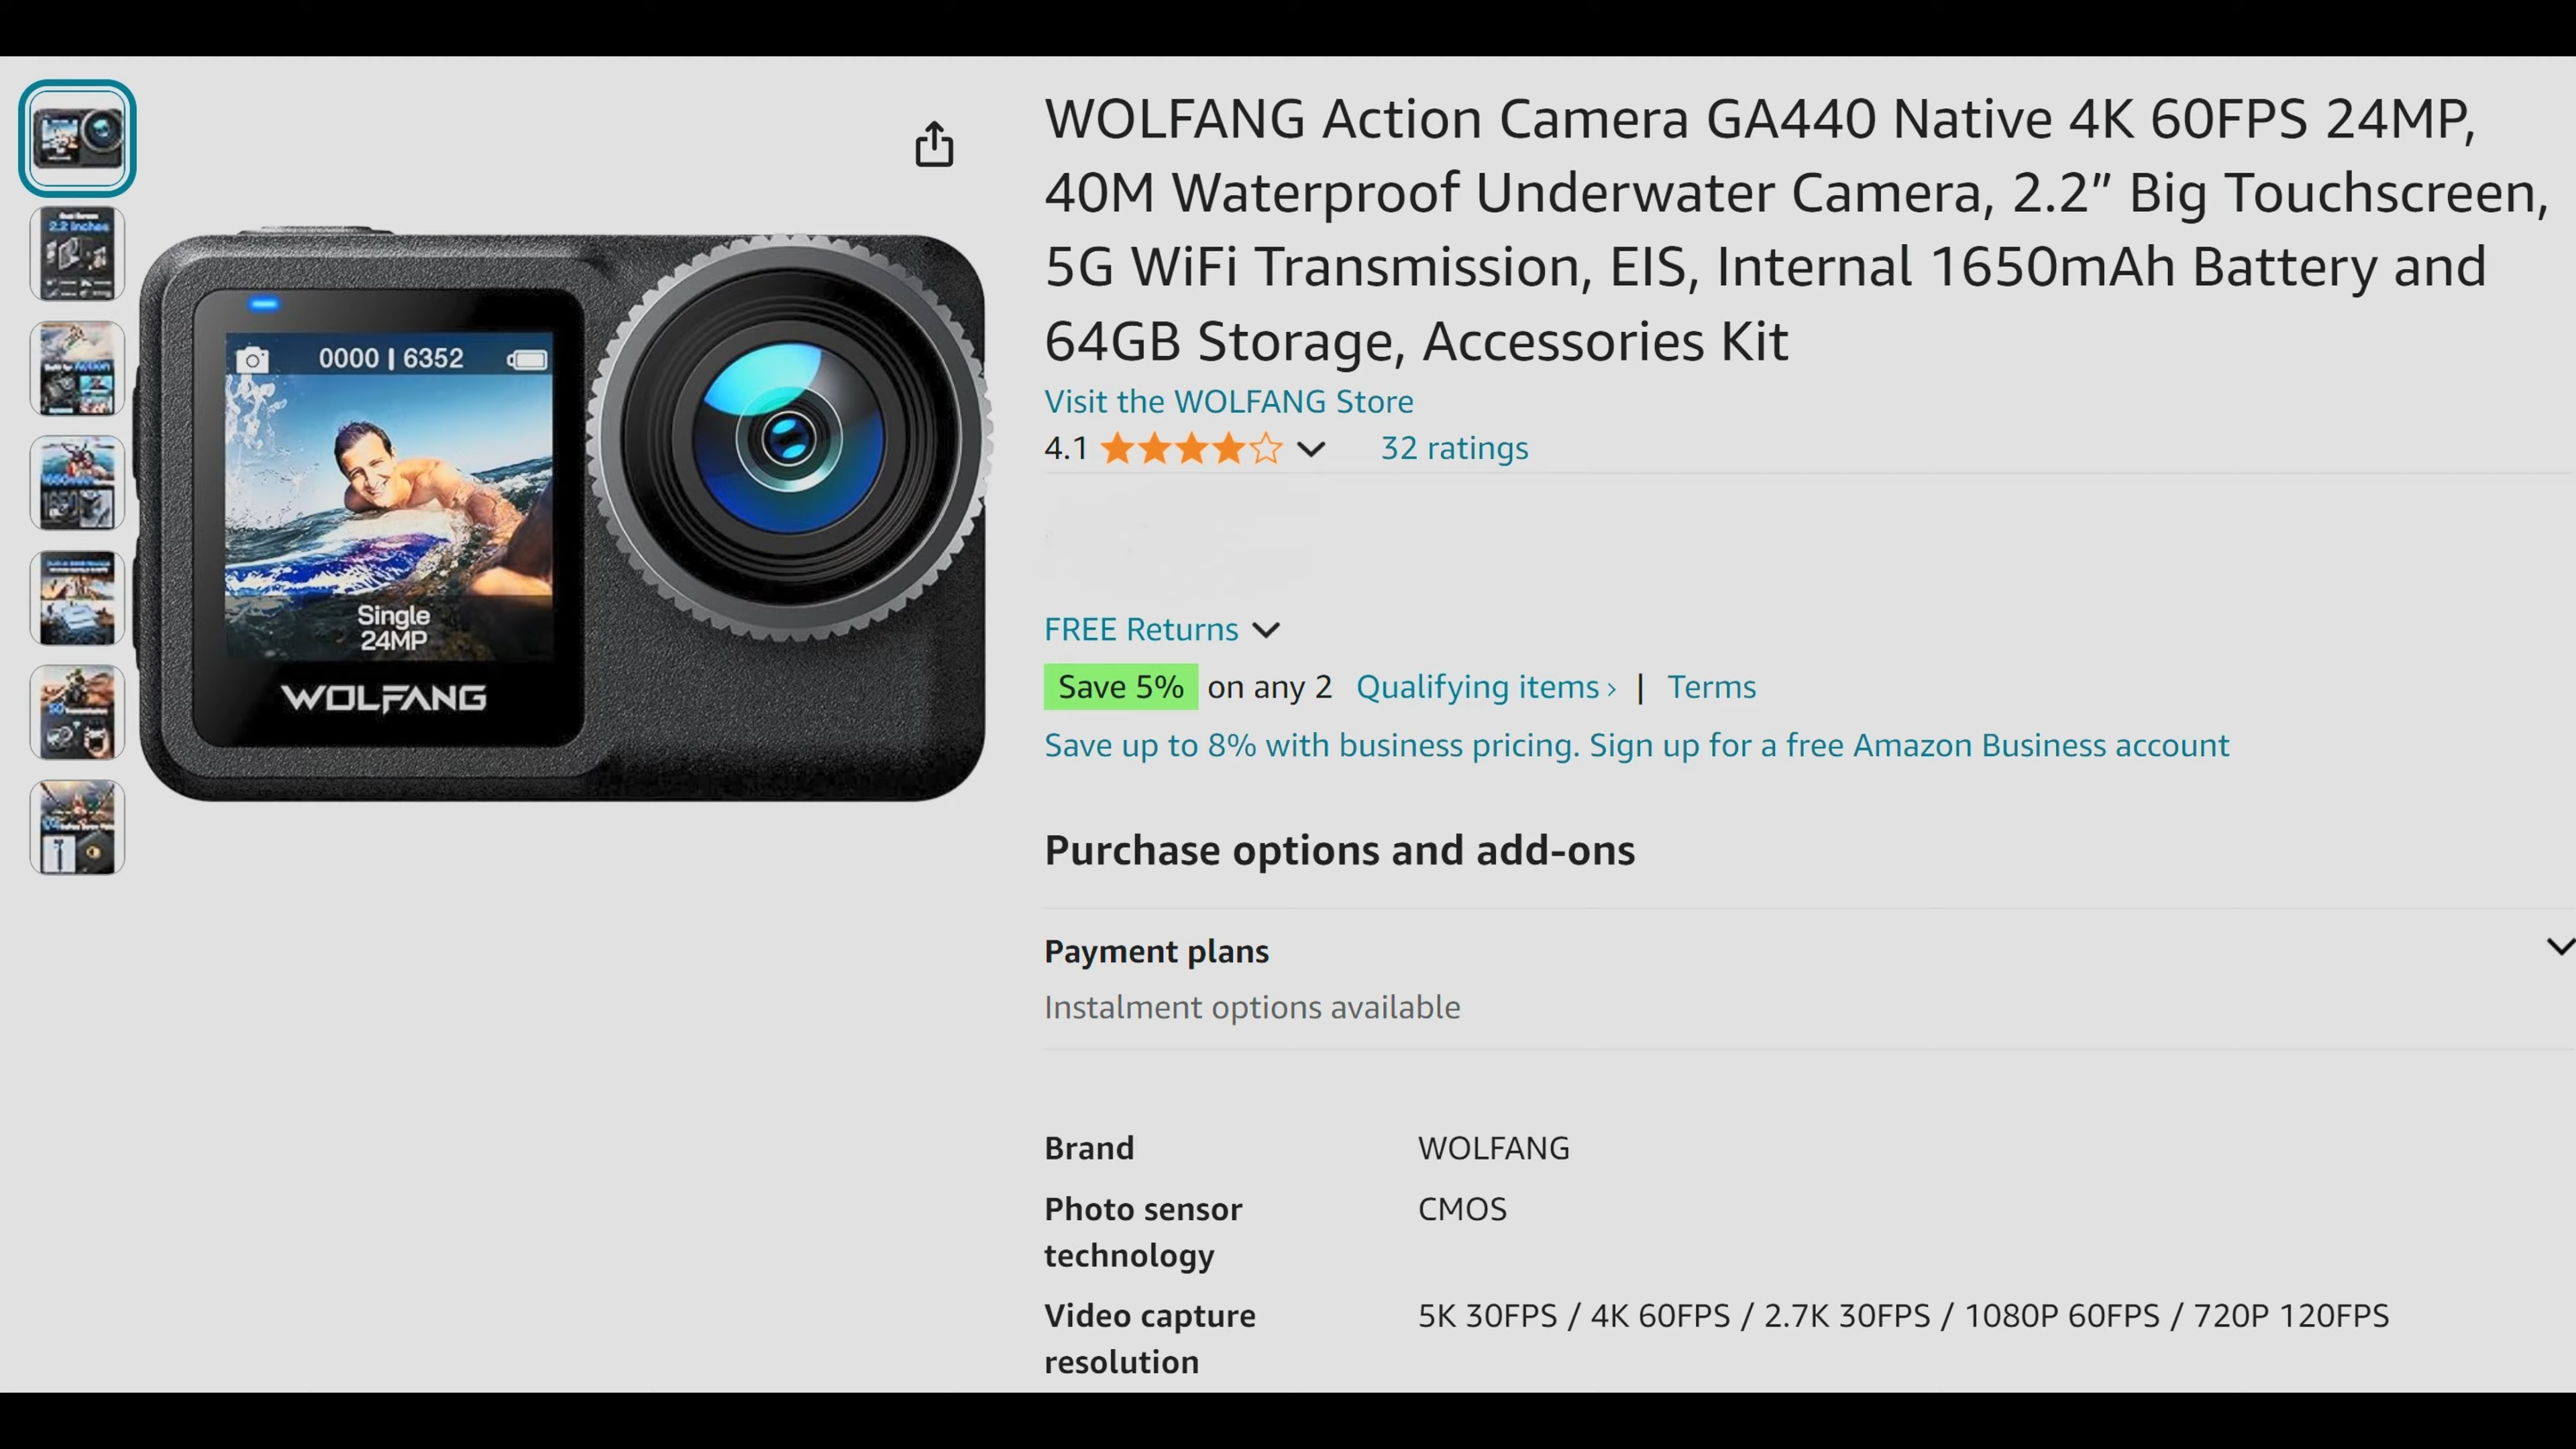 WOLFANG Action Camera GA440 Native 4K 60FPS 24MP,
40M Waterproof Underwater Camera, 2.2” Big Touchscreen,
5G WiFi Transmission, EIS, Internal 1650mAh Battery and
64GB Storage, Accessories Kit
Visit the WOLFANG Store
4.1
32 ratings
2.2 Inches
0000 | 6352
Single
24MP
WOLFANG
FREE Returns
Save 5% on any 2 Qualifying items › | Terms
Save up to 8% with business pricing. Sign up for a free Amazon Business account
Purchase options and add-ons
Payment plans
Instalment options available
Brand WOLFANG
Photo sensor CMOS
technology
Video capture 5K 30FPS / 4K 60FPS / 2.7K 30FPS / 1080P 60FPS / 720P 120FPS
resolution